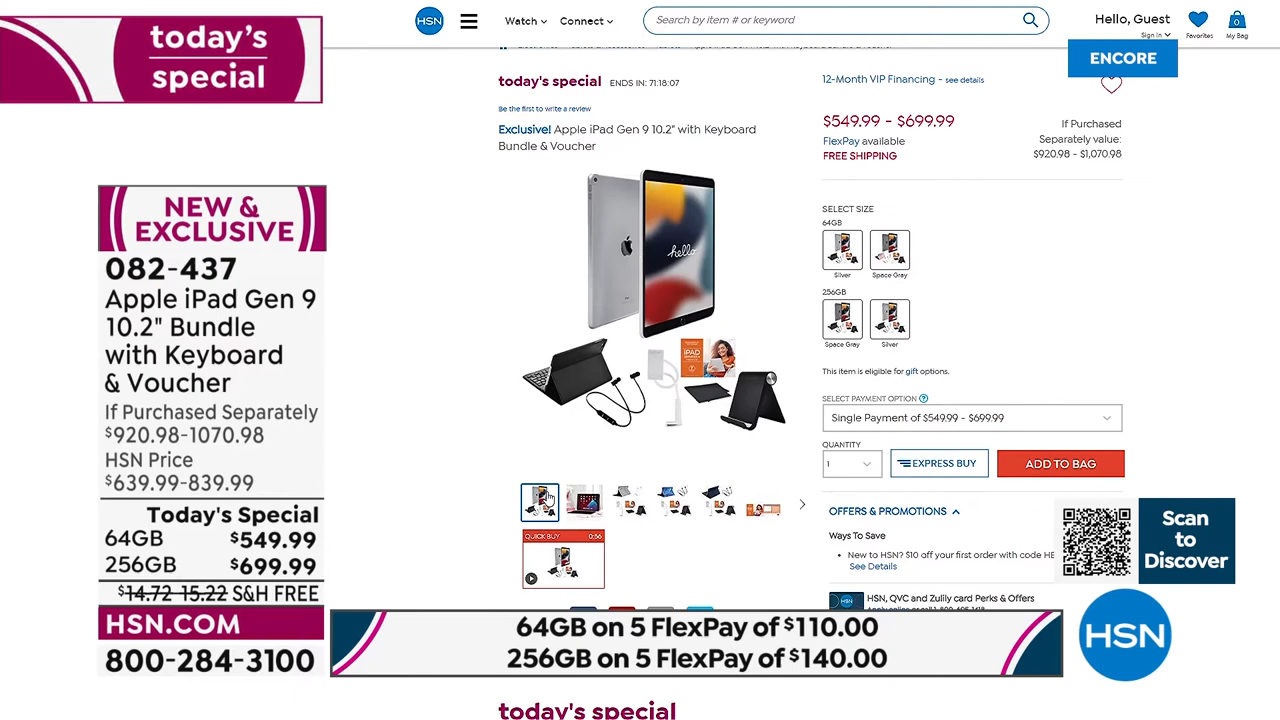 today's
special
HSN
Watch
Connect
Search by item # or keyword
Hello, Guest
Sign In
Favorites
0
My Bag
ENCORE
today's special ENDS IN: 71:18:07
Be the first to write a review
Exclusive! Apple iPad Gen 9 10.2" with Keyboard
Bundle & Voucher
hello
iPAD
QUICK BUY 0:56
12-Month VIP Financing - see details
$549.99 - $699.99
FlexPay available
FREE SHIPPING
If Purchased
Separately value:
$920.98 - $1,070.98
SELECT SIZE
64GB
Silver
Space Gray
256GB
Space Gray
Silver
This item is eligible for gift options.
SELECT PAYMENT OPTION ?
Single Payment of $549.99 - $699.99
QUANTITY
1
EXPRESS BUY
ADD TO BAG
OFFERS & PROMOTIONS
Ways To Save
• New to HSN? $10 off your first order with code HE
See Details
HSN
HSN, QVC and Zulily card Perks & Offers
Scan
to
Discover
NEW &
EXCLUSIVE
082-437
Apple iPad Gen 9
10.2" Bundle
with Keyboard
& Voucher
If Purchased Separately
$920.98-1070.98
HSN Price
$639.99-839.99
Today's Special
64GB $549.99
256GB $699.99
$14.72-15.22 S&H FREE
HSN.COM
800-284-3100
64GB on 5 FlexPay of $110.00
256GB on 5 FlexPay of $140.00
HSN
today's special